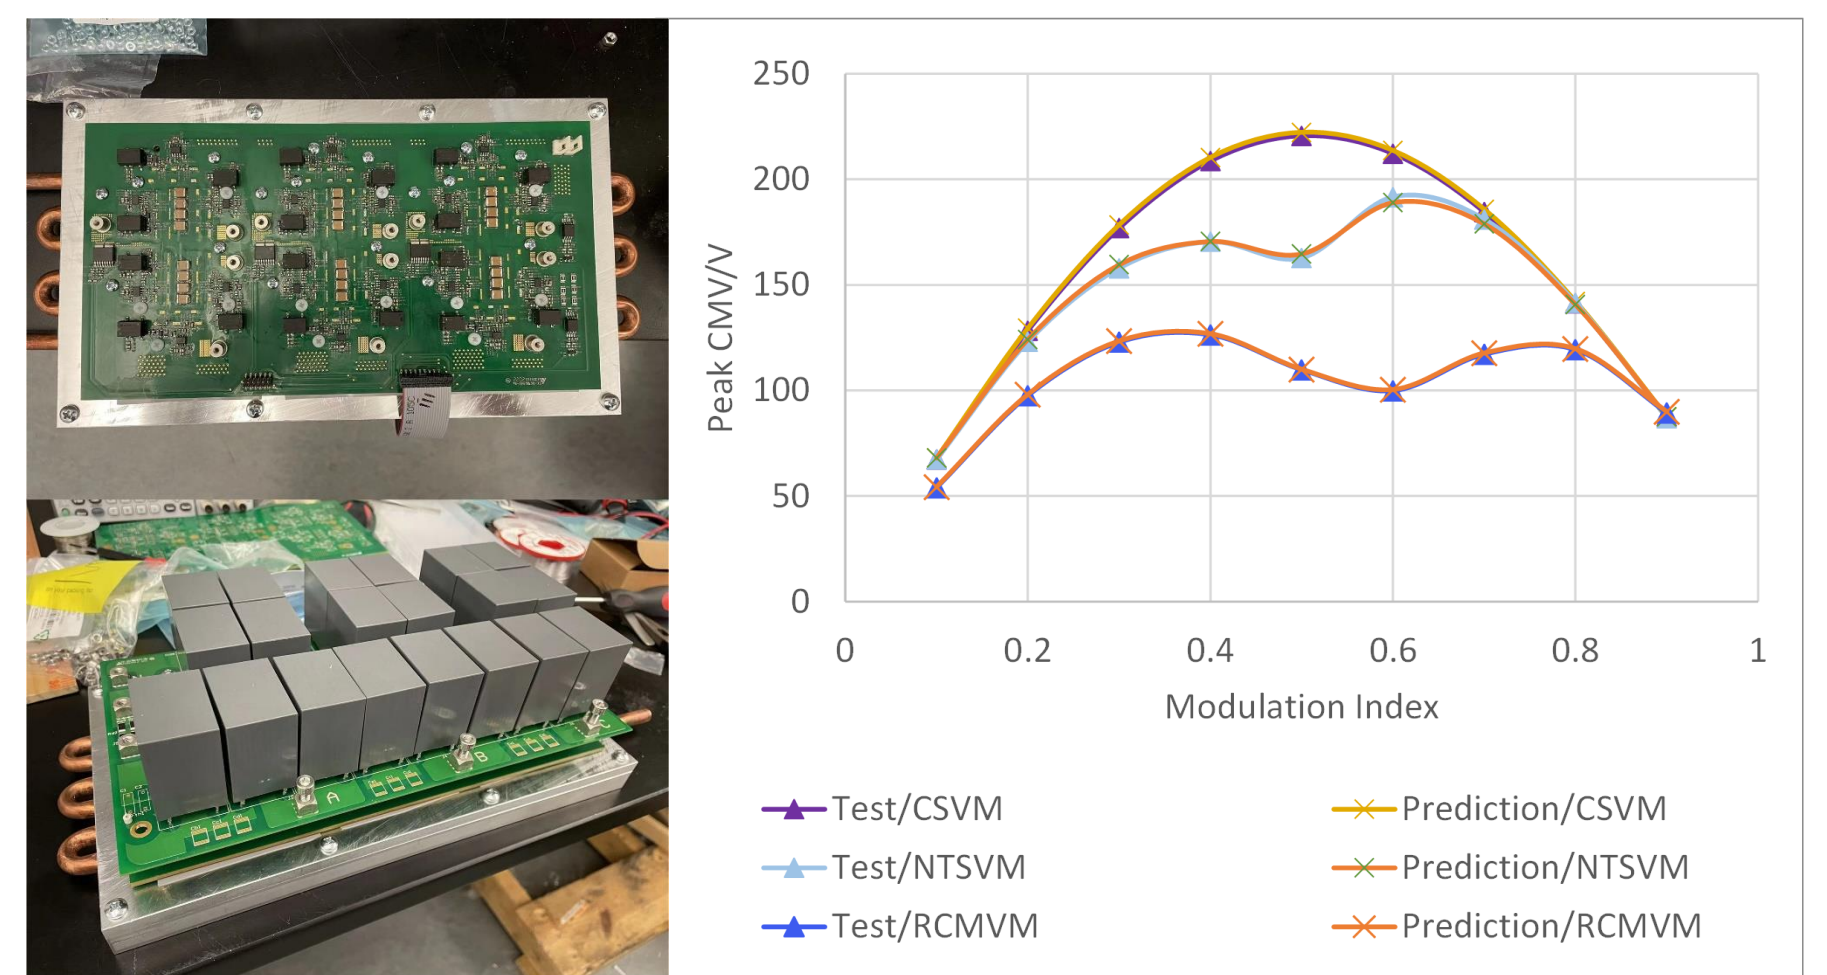 250
200
150
100
50
0
0
0.2
0.4
0.6
0.8
1
Peak CMV/V
Modulation Index
Test/CSVM
Prediction/CSVM
Test/NTSVM
Prediction/NTSVM
Test/RCMVM
Prediction/RCMVM
A
B
C